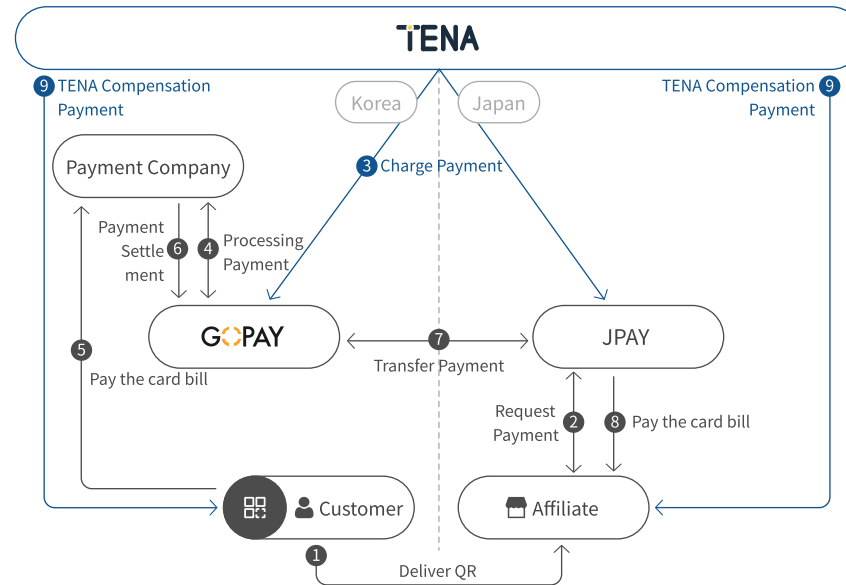 TENA
9 TENA Compensation
Payment
TENA Compensation 9
Payment
Korea
Japan
Payment Company
3 Charge Payment
Payment
Settle
ment
6
4
Processing
Payment
GOPAY
7
Transfer Payment
JPAY
5
Pay the card bill
Request
Payment
2
8
Pay the card bill
Customer
Affiliate
1
Deliver QR